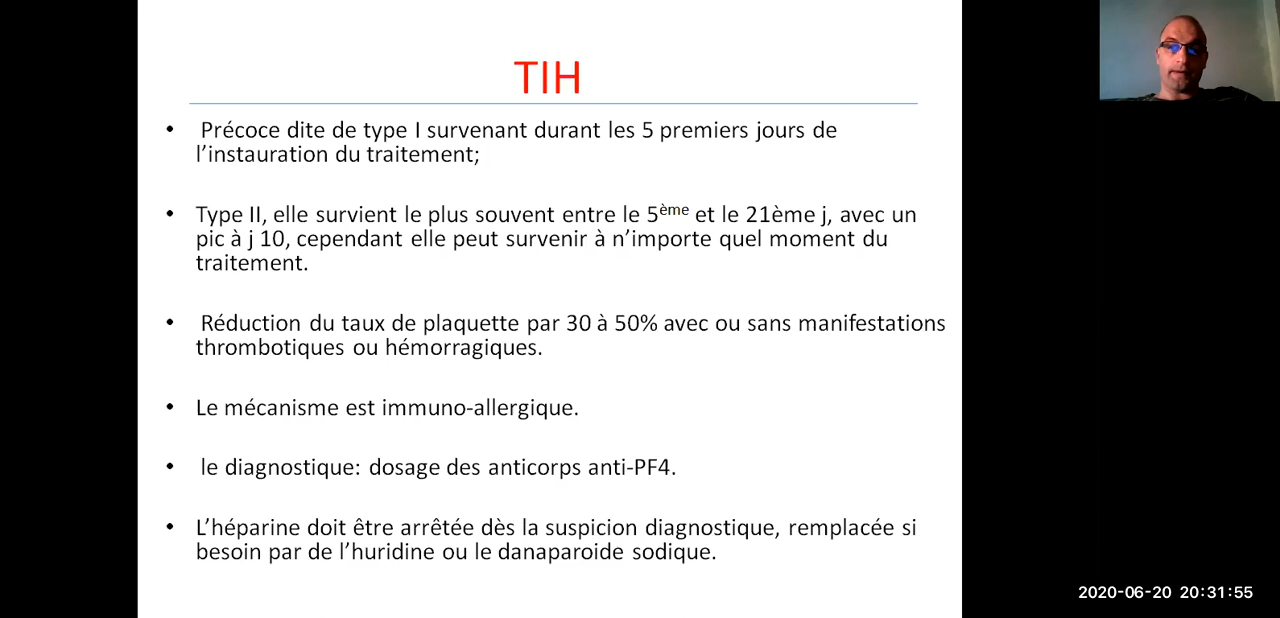 TIH
• Précoce dite de type I survenant durant les 5 premiers jours de
l’instauration du traitement;
• Type II, elle survient le plus souvent entre le 5ème et le 21ème j, avec un
pic à j 10, cependant elle peut survenir à n’importe quel moment du
traitement.
• Réduction du taux de plaquette par 30 à 50% avec ou sans manifestations
thrombotiques ou hémorragiques.
• Le mécanisme est immuno-allergique.
• le diagnostique: dosage des anticorps anti-PF4.
• L’héparine doit être arrêtée dès la suspicion diagnostique, remplacée si
besoin par de l’huridine ou le danaparoide sodique.
2020-06-20 20:31:55